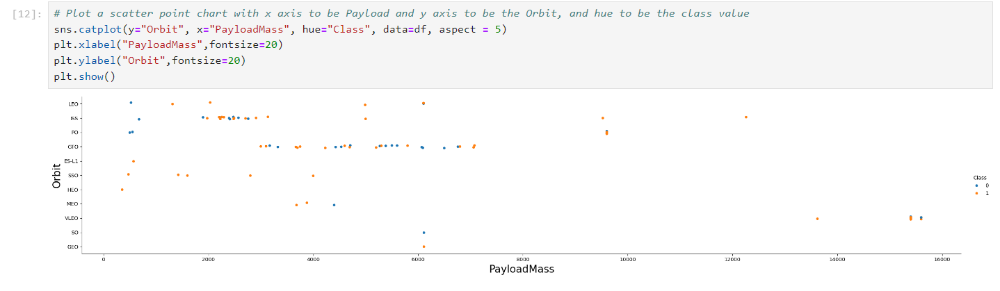 [12]: # Plot a scatter point chart with x axis to be Payload and y axis to be the Orbit, and hue to be the class value
sns.catplot(y="Orbit", x="PayloadMass", hue="Class", data=df, aspect = 5)
plt.xlabel("PayloadMass",fontsize=20)
plt.ylabel("Orbit",fontsize=20)
plt.show()
LEO
ISS
PO
GTO
ES-L1
SSO
HEO
MEO
VLEO
SO
GEO
Orbit
Class
0
1
0 2000 4000 6000 8000 10000 12000 14000 16000
PayloadMass